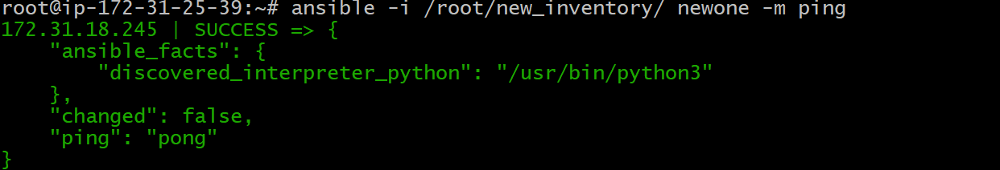 root@ip-172-31-25-39:~# ansible -i /root/new_inventory/ newone -m ping
172.31.18.245 | SUCCESS => {
    "ansible_facts": {
        "discovered_interpreter_python": "/usr/bin/python3"
    },
    "changed": false,
    "ping": "pong"
}